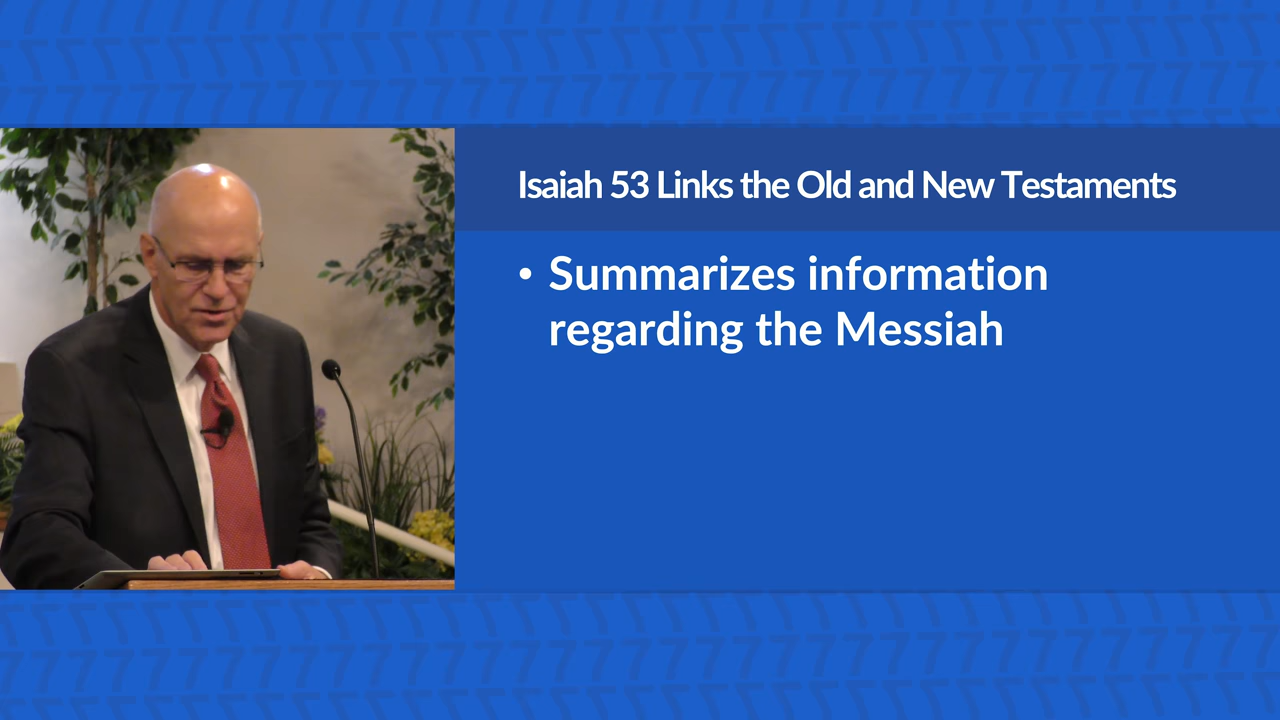 Isaiah 53 Links the Old and New Testaments
• Summarizes information
regarding the Messiah